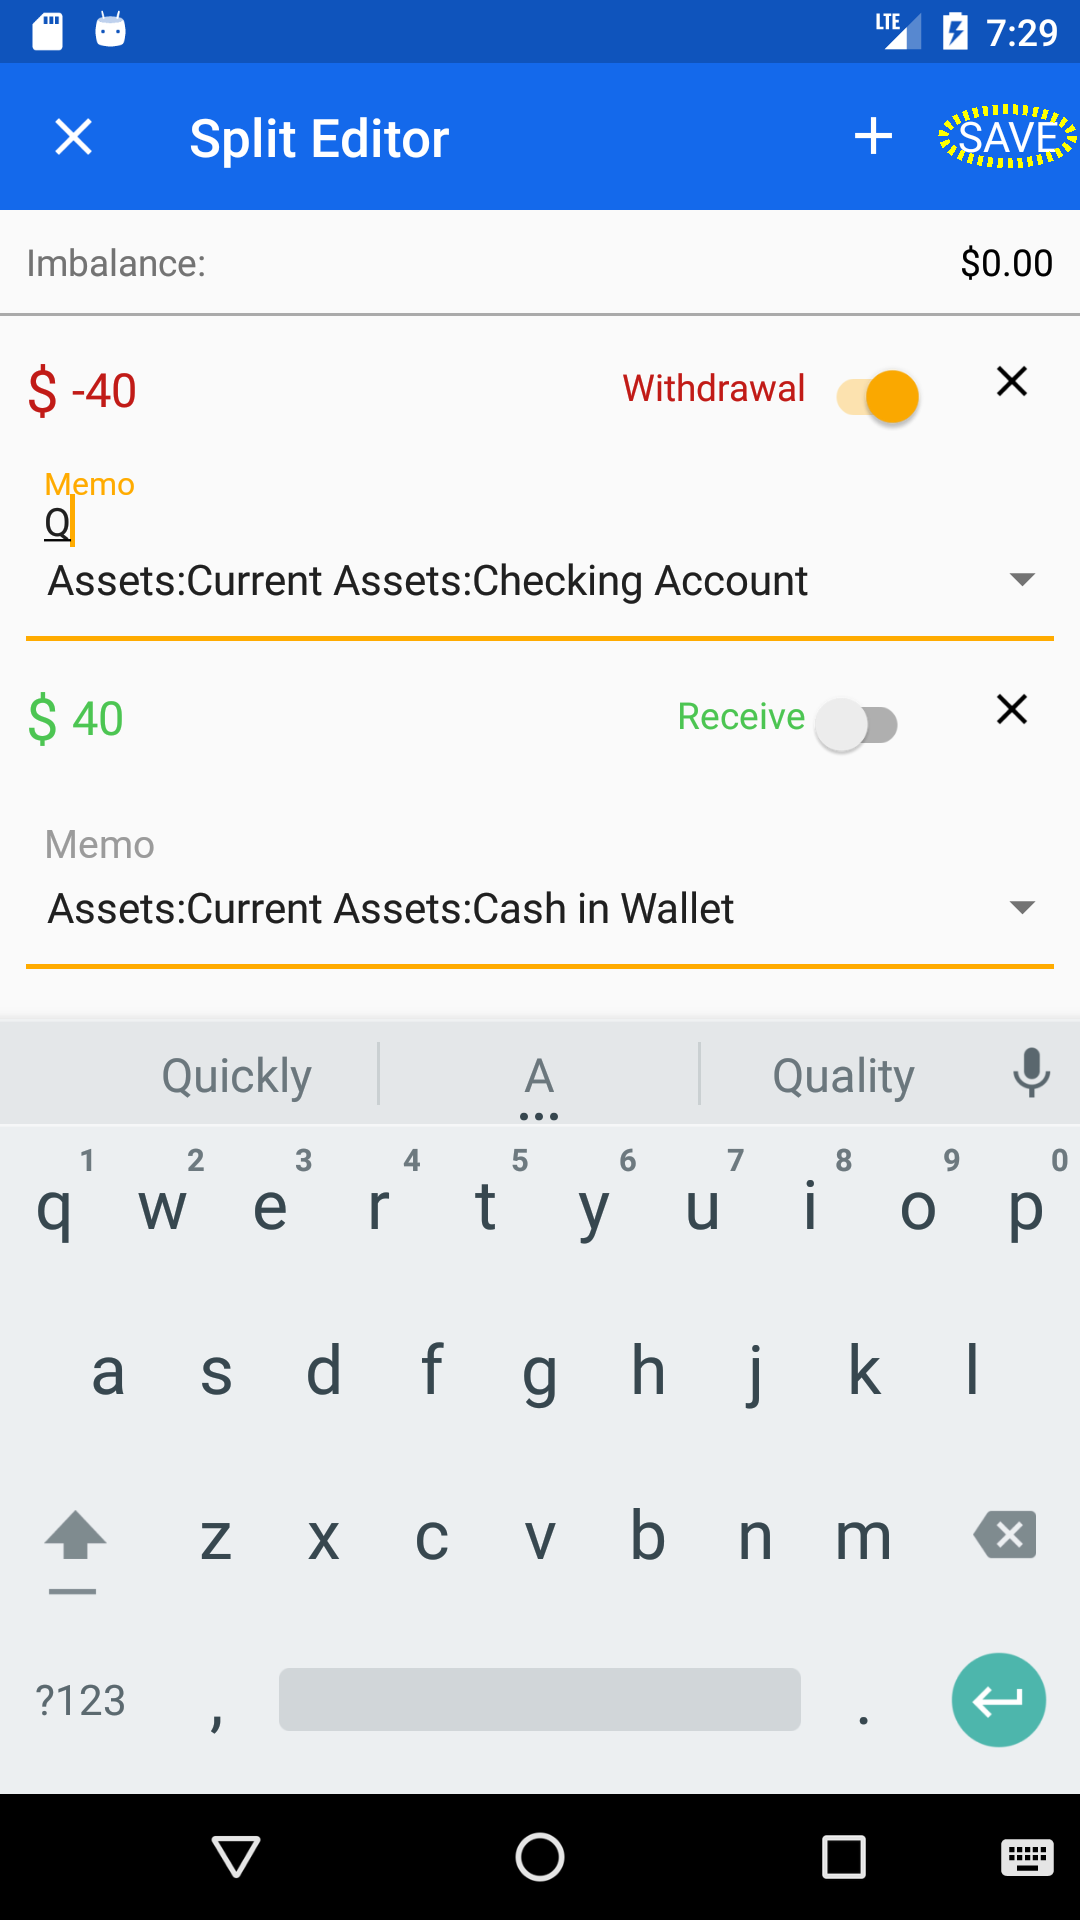 LTE 7:29
Split Editor + SAVE
Imbalance: $0.00
$ -40 Withdrawal
Memo
Q
Assets:Current Assets:Checking Account
$ 40 Receive
Memo
Assets:Current Assets:Cash in Wallet
Quickly A Quality
1 2 3 4 5 6 7 8 9 0
q w e r t y u i o p
a s d f g h j k l
z x c v b n m
?123 , .